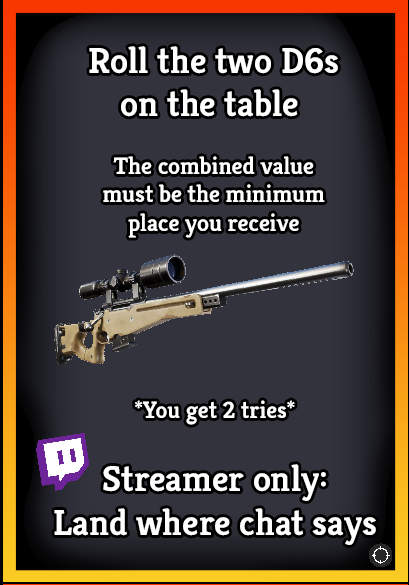 Roll the two D6s
on the table
The combined value
must be the minimum
place you receive
*You get 2 tries*
Streamer only:
Land where chat says